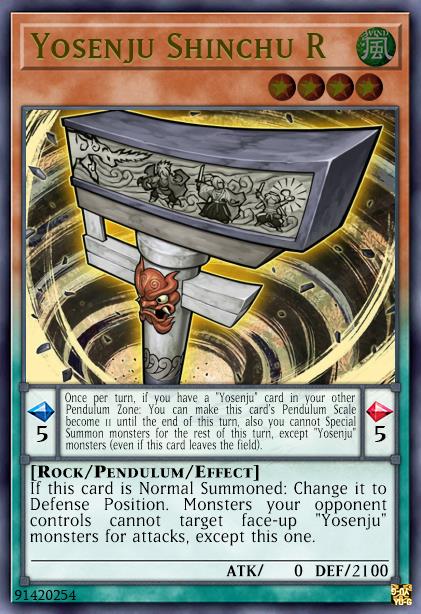 Yosenju Shinchu R
WIND
風
Once per turn, if you have a "Yosenju" card in your other
Pendulum Zone: You can make this card's Pendulum Scale
become 11 until the end of this turn, also you cannot Special
Summon monsters for the rest of this turn, except "Yosenju"
monsters (even if this card leaves the field).
5
5
[Rock/Pendulum/Effect]
If this card is Normal Summoned: Change it to
Defense Position. Monsters your opponent
controls cannot target face-up "Yosenju"
monsters for attacks, except this one.
ATK/ 0 DEF/2100
91420254